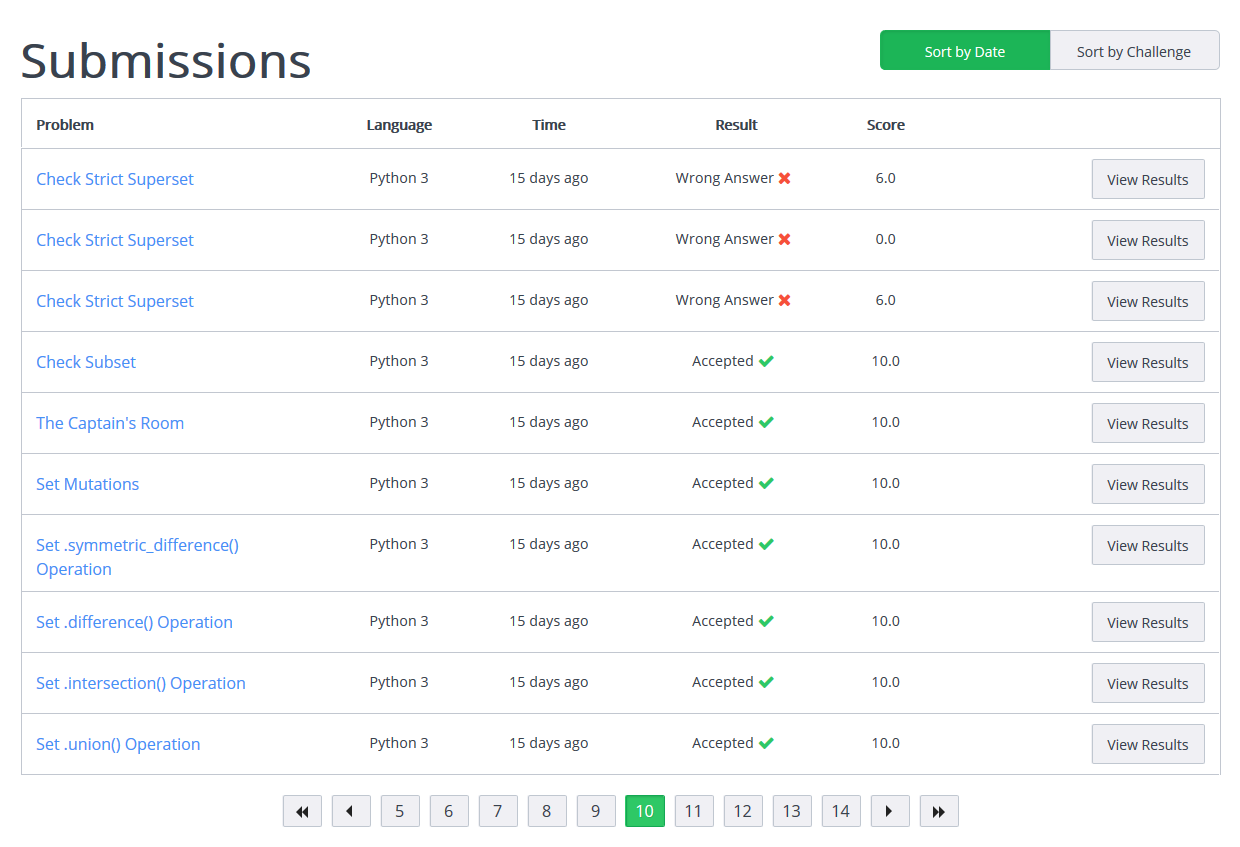 Submissions
Sort by Date Sort by Challenge
Problem Language Time Result Score
Check Strict Superset Python 3 15 days ago Wrong Answer 6.0 View Results
Check Strict Superset Python 3 15 days ago Wrong Answer 0.0 View Results
Check Strict Superset Python 3 15 days ago Wrong Answer 6.0 View Results
Check Subset Python 3 15 days ago Accepted 10.0 View Results
The Captain's Room Python 3 15 days ago Accepted 10.0 View Results
Set Mutations Python 3 15 days ago Accepted 10.0 View Results
Set .symmetric_difference() Python 3 15 days ago Accepted 10.0 View Results
Operation
Set .difference() Operation Python 3 15 days ago Accepted 10.0 View Results
Set .intersection() Operation Python 3 15 days ago Accepted 10.0 View Results
Set .union() Operation Python 3 15 days ago Accepted 10.0 View Results
5 6 7 8 9 10 11 12 13 14